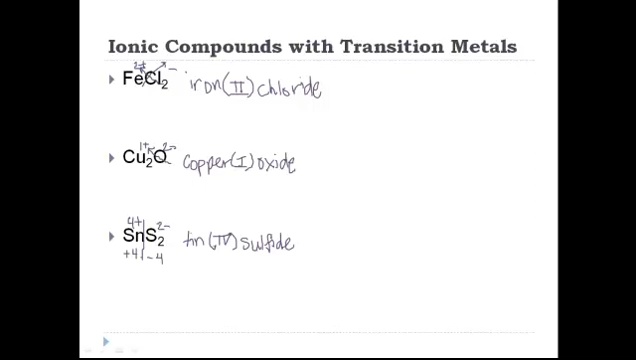 Ionic Compounds with Transition Metals
2+ -
FeCl2 iron(II)chloride
1+ 2-
Cu2O copper(I)oxide
4+ 2-
SnS2 tin(IV)sulfide
+4 -4